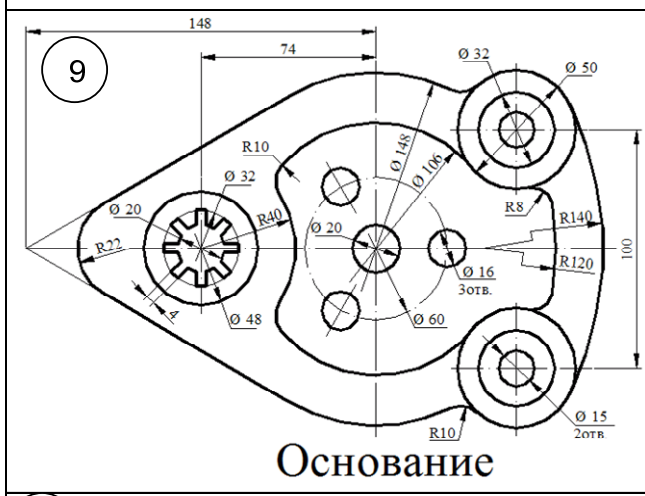 148
74
9
Ø 32
Ø 50
R10
Ø 148
Ø 106
Ø 32
Ø 20
R40
R8
R140
Ø 20
R22
R120
100
Ø 16
3отв.
4
Ø 48
Ø 60
Ø 15
2отв
R10
Основание